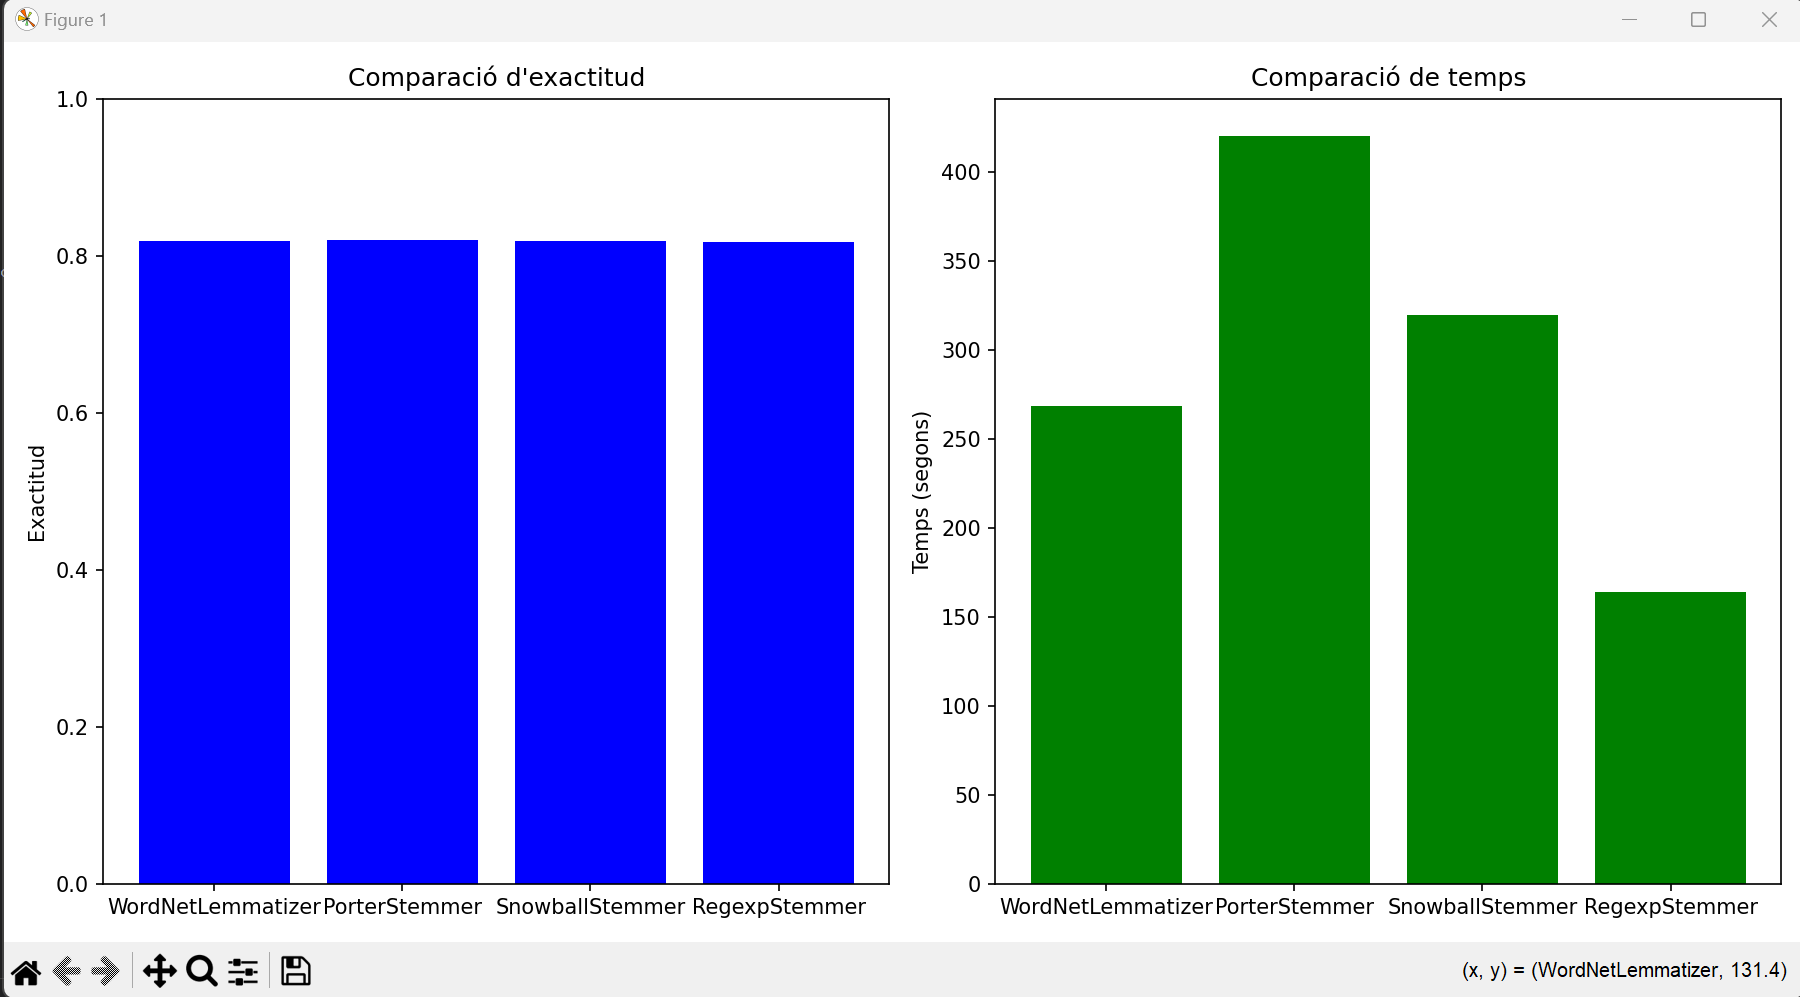 Figure 1
Comparació d'exactitud
1.0
0.8
0.6
0.4
0.2
0.0
Exactitud
WordNetLemmatizer PorterStemmer SnowballStemmer RegexpStemmer
Comparació de temps
400
350
300
250
200
150
100
50
0
Temps (segons)
WordNetLemmatizer PorterStemmer SnowballStemmer RegexpStemmer
(x, y) = (WordNetLemmatizer, 131.4)